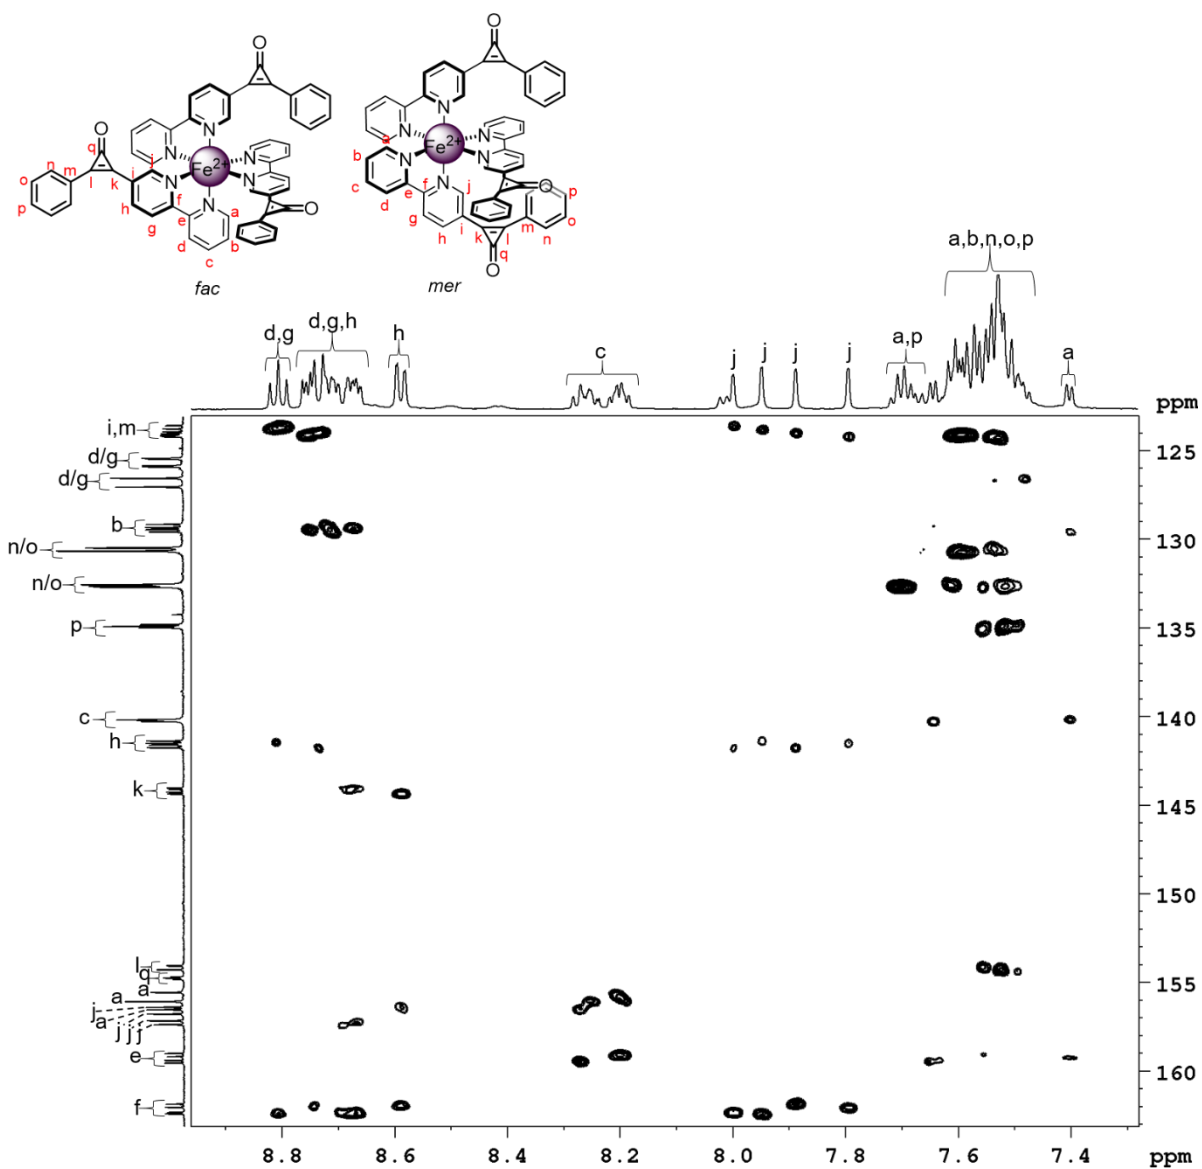 O
O
N
N
O
q
n
m
o
p
l
k
i
j
N
Fe²⁺
N
N
N
h
g
f
e
a
b
d
c
O
fac
O
N
N
a
b
c
Fe²⁺
N
N
N
N
e
f
j
d
g
h
i
k
l
m
n
o
p
O
q
O
mer
d,g
d,g,h
h
c
j
j
j
j
a,p
a,b,n,o,p
a
ppm
i,m
d/g
d/g
b
n/o
n/o
p
c
h
k
l
q
a
a
j
a
j
j
f
e
f
125
130
135
140
145
150
155
160
8.8
8.6
8.4
8.2
8.0
7.8
7.6
7.4
ppm